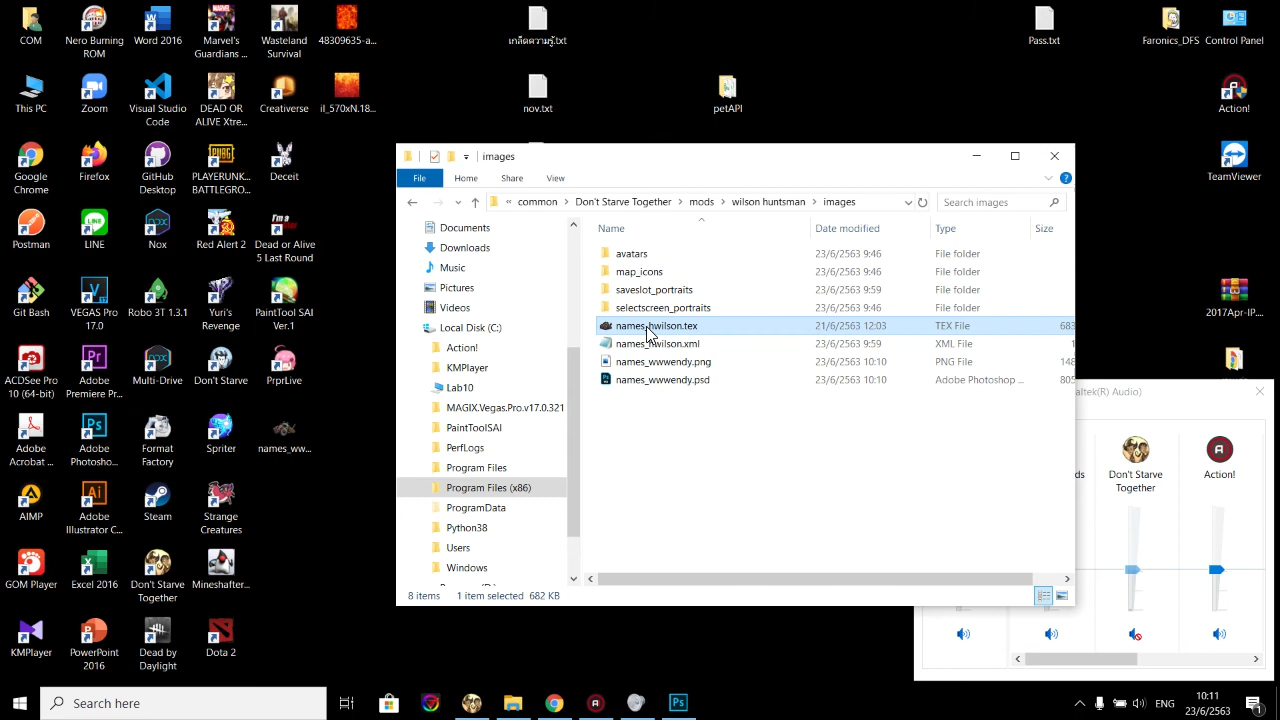 COM
Nero Burning
ROM
Word 2016
Marvel's
Guardians ...
Wasteland
Survival
48309635-a...
เกล็ดความรู้.txt
Pass.txt
Faronics_DFS
Control Panel
This PC
Zoom
Visual Studio
Code
DEAD OR
ALIVE Xtre...
Creativerse
il_570xN.18...
nov.txt
petAPI
Action!
Google
Chrome
Firefox
GitHub
Desktop
PLAYERUNK...
BATTLEGRO...
Deceit
TeamViewer
Postman
LINE
Nox
Red Alert 2
Dead or Alive
5 Last Round
Git Bash
VEGAS Pro
17.0
Robo 3T 1.3.1
Yuri's
Revenge
PaintTool SAI
Ver.1
2017Apr-IP...
ACDSee Pro
10 (64-bit)
Adobe
Premiere Pr...
Multi-Drive
Don't Starve
PrprLive
Adobe
Acrobat ...
Adobe
Photosho...
Format
Factory
Spriter
names_ww...
AIMP
Adobe
Illustrator C...
Steam
Strange
Creatures
GOM Player
Excel 2016
Don't Starve
Together
Mineshafter...
KMPlayer
PowerPoint
2016
Dead by
Daylight
Dota 2
images
File
Home
Share
View
« common
Don't Starve Together
mods
wilson huntsman
images
Search images
Documents
Downloads
Music
Pictures
Videos
Local Disk (C:)
Action!
KMPlayer
Lab10
MAGIX.Vegas.Pro.v17.0.321
PaintToolSAI
PerfLogs
Program Files
Program Files (x86)
ProgramData
Python38
Users
Windows
Name
Date modified
Type
Size
avatars
23/6/2563 9:46
File folder
map_icons
23/6/2563 9:46
File folder
saveslot_portraits
23/6/2563 9:59
File folder
selectscreen_portraits
23/6/2563 9:46
File folder
names_hwilson.tex
21/6/2563 12:03
TEX File
683
names_hwilson.xml
23/6/2563 9:59
XML File
1
names_wwwendy.png
23/6/2563 10:10
PNG File
148
names_wwwendy.psd
23/6/2563 10:10
Adobe Photoshop ...
805
8 items
1 item selected 682 KB
altek(R) Audio)
ds
Don't Starve
Together
Action!
Search here
ENG
10:11
23/6/2563
1